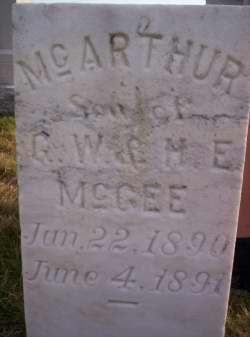 McARTHUR
Son of
G. W. & H. E.
McGEE
Jan. 22. 1890
June 4. 1891